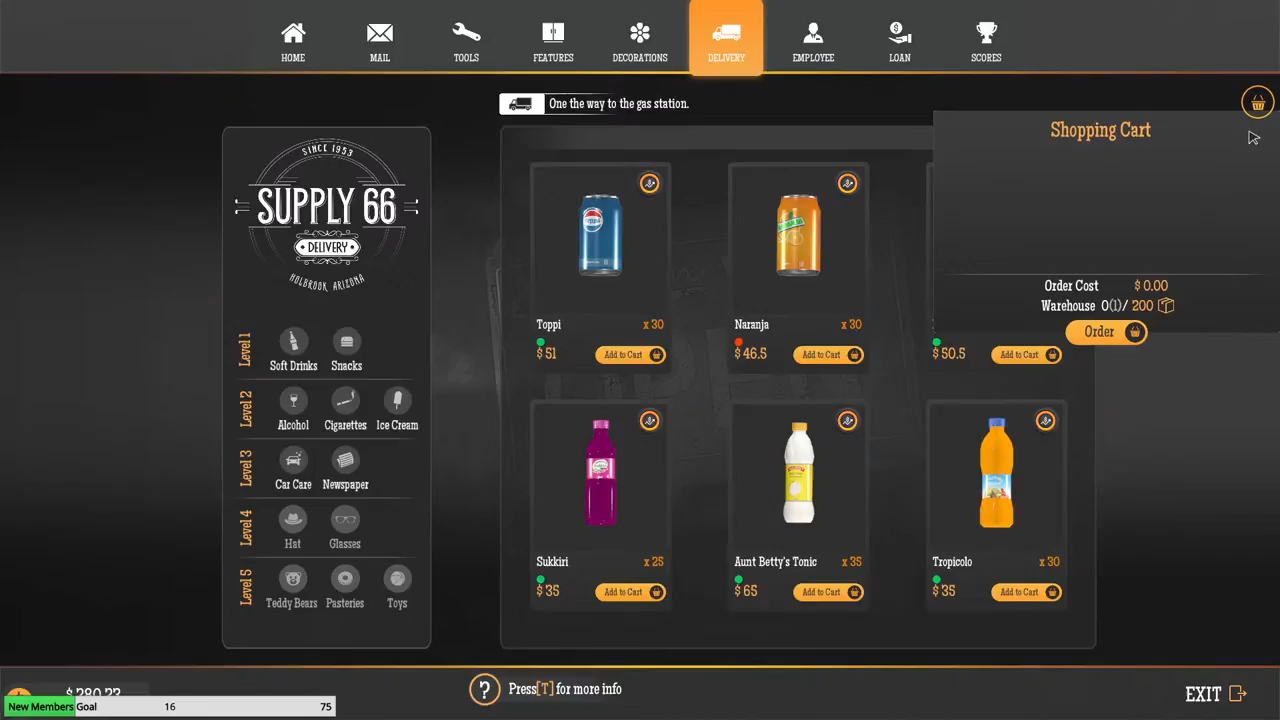 HOME
MAIL
TOOLS
FEATURES
DECORATIONS
DELIVERY
EMPLOYEE
LOAN
SCORES
One the way to the gas station.
SINCE 1953
SUPPLY 66
DELIVERY
HOLBROOK, ARIZONA
Level 1
Soft Drinks
Snacks
Level 2
Alcohol
Cigarettes
Ice Cream
Level 3
Car Care
Newspaper
Level 4
Hat
Glasses
Level 5
Teddy Bears
Pasteries
Toys
Toppi x 30
$ 51 Add to Cart
Naranja x 30
$ 46.5 Add to Cart
$ 50.5 Add to Cart
Sukkiri x 25
$ 35 Add to Cart
Aunt Betty's Tonic x 35
$ 65 Add to Cart
Tropicolo x 30
$ 35 Add to Cart
Shopping Cart
Order Cost $ 0.00
Warehouse 0(1)/ 200
Order
$ 280.23
New Members Goal 16 75
? Press[T] for more info
EXIT